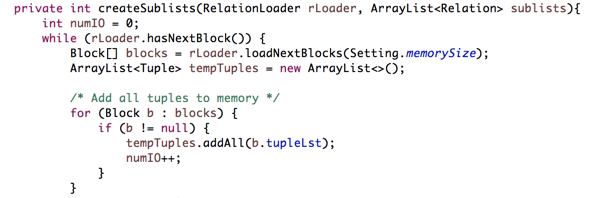 private int createSublists(RelationLoader rLoader, ArrayList<Relation> sublists){
    int numIO = 0;
    while (rLoader.hasNextBlock()) {
        Block[] blocks = rLoader.loadNextBlocks(Setting.memorySize);
        ArrayList<Tuple> tempTuples = new ArrayList<>();

        /* Add all tuples to memory */
        for (Block b : blocks) {
            if (b != null) {
                tempTuples.addAll(b.tupleLst);
                numIO++;
            }
        }